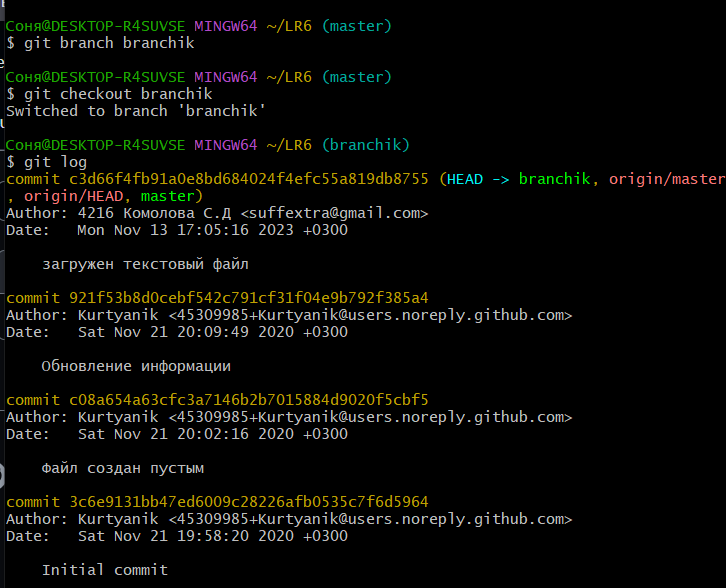 Соня@DESKTOP-R4SUVSE MINGW64 ~/LR6 (master)
$ git branch branchik
Соня@DESKTOP-R4SUVSE MINGW64 ~/LR6 (master)
$ git checkout branchik
Switched to branch 'branchik'
Соня@DESKTOP-R4SUVSE MINGW64 ~/LR6 (branchik)
$ git log
commit c3d66f4fb91a0e8bd684024f4efc55a819db8755 (HEAD -> branchik, origin/master
, origin/HEAD, master)
Author: 4216 Комолова С.Д <suffextra@gmail.com>
Date:   Mon Nov 13 17:05:16 2023 +0300
загружен текстовый файл
commit 921f53b8d0cebf542c791cf31f04e9b792f385a4
Author: Kurtyanik <45309985+Kurtyanik@users.noreply.github.com>
Date:   Sat Nov 21 20:09:49 2020 +0300
Обновление информации
commit c08a654a63cfc3a7146b2b7015884d9020f5cbf5
Author: Kurtyanik <45309985+Kurtyanik@users.noreply.github.com>
Date:   Sat Nov 21 20:02:16 2020 +0300
Файл создан пустым
commit 3c6e9131bb47ed6009c28226afb0535c7f6d5964
Author: Kurtyanik <45309985+Kurtyanik@users.noreply.github.com>
Date:   Sat Nov 21 19:58:20 2020 +0300
Initial commit